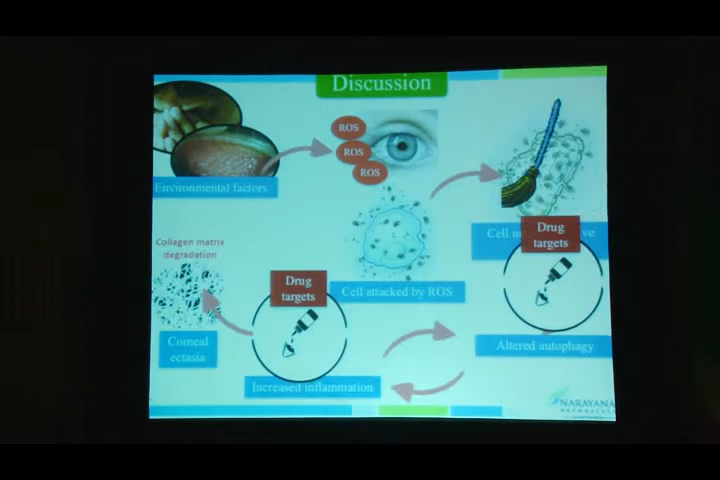 Discussion
ROS
ROS
ROS
Environmental factors
Collagen matrix
degradation
Cell
Drug
targets
Drug
targets
Cell attacked by ROS
Corneal
ectasia
Altered autophagy
Increased inflammation
NARAYANA